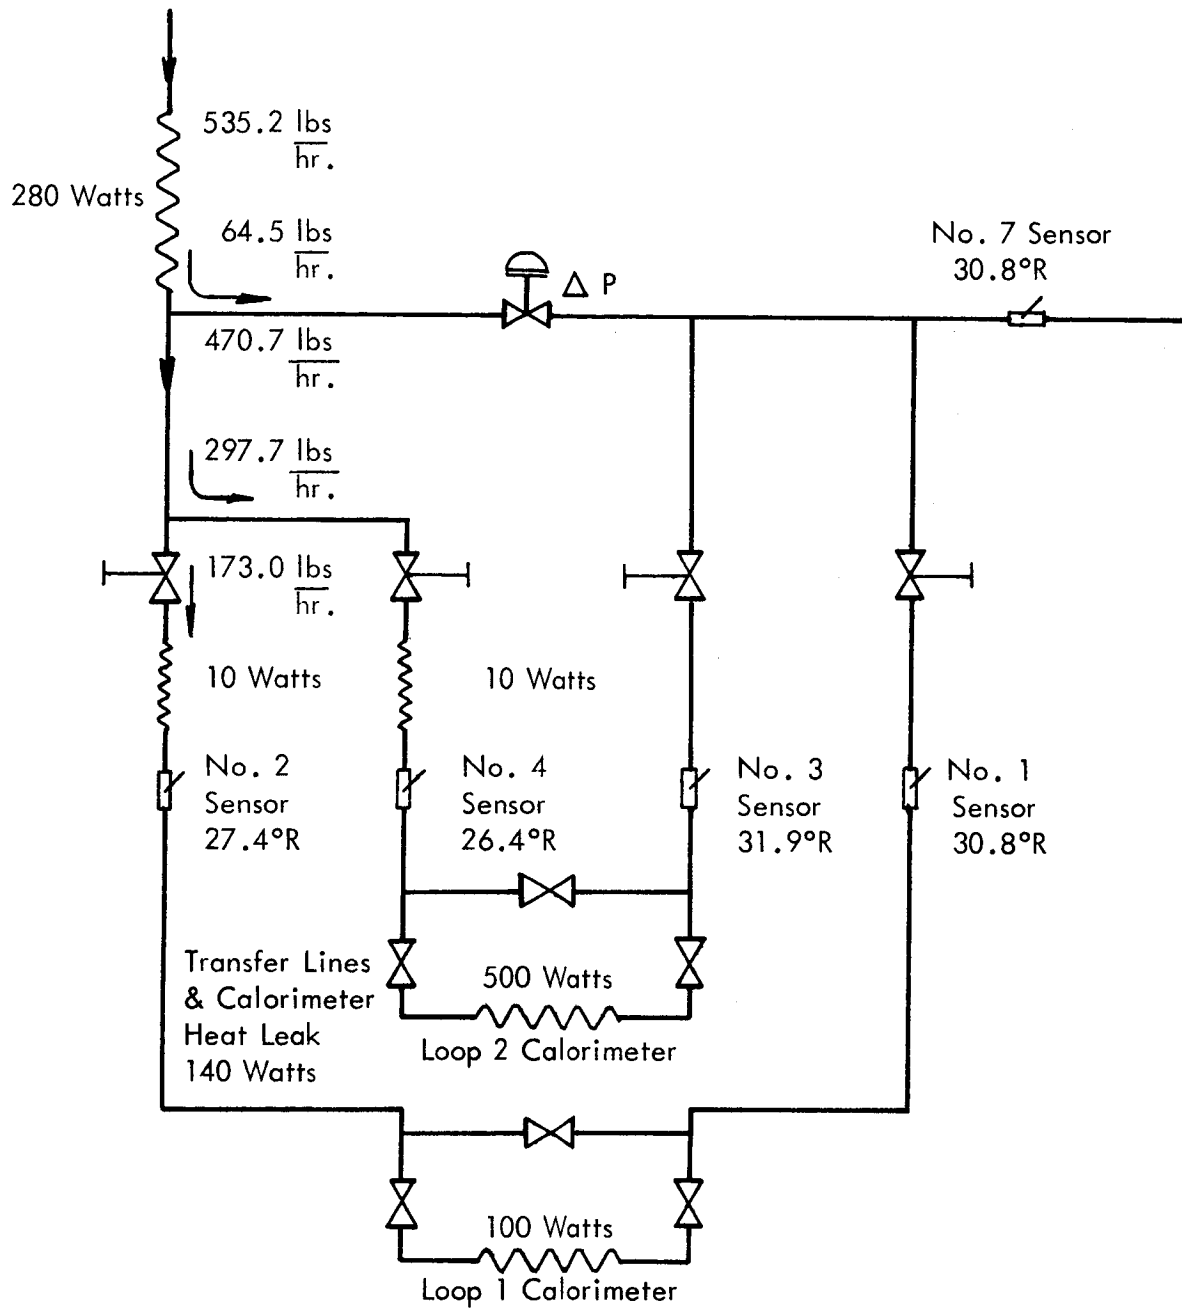 535.2 lbs
hr.
280 Watts
64.5 lbs
hr.
No. 7 Sensor
30.8°R
Δ P
470.7 lbs
hr.
297.7 lbs
hr.
173.0 lbs
hr.
10 Watts
10 Watts
No. 2
Sensor
27.4°R
No. 4
Sensor
26.4°R
No. 3
Sensor
31.9°R
No. 1
Sensor
30.8°R
Transfer Lines
& Calorimeter
Heat Leak
140 Watts
500 Watts
Loop 2 Calorimeter
100 Watts
Loop 1 Calorimeter